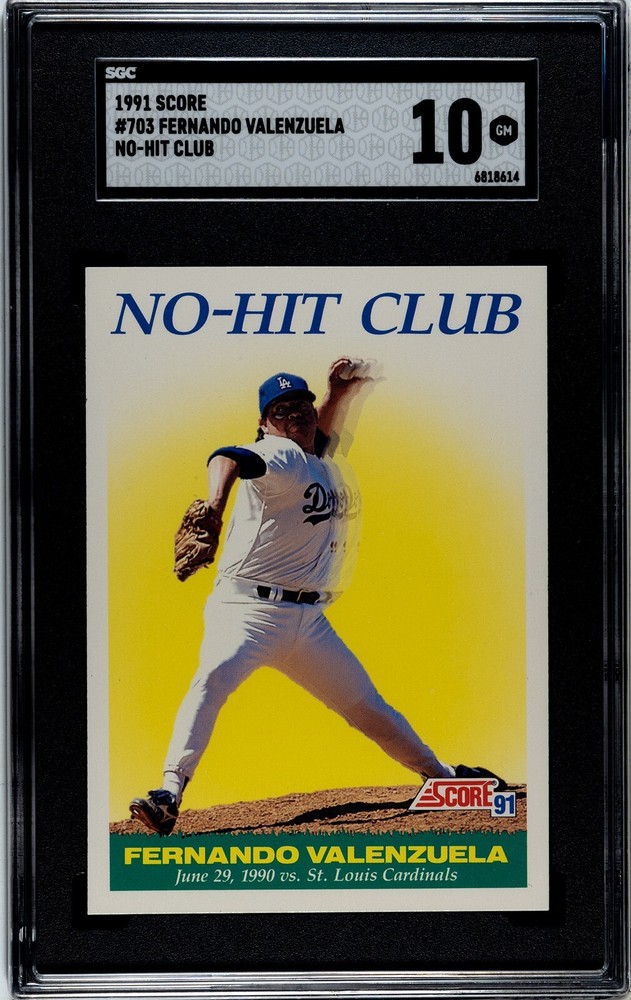 SGC
1991 SCORE
#703 FERNANDO VALENZUELA
NO-HIT CLUB
10
GM
6818614
NO-HIT CLUB
LA
SCORE 91
FERNANDO VALENZUELA
June 29, 1990 vs. St. Louis Cardinals